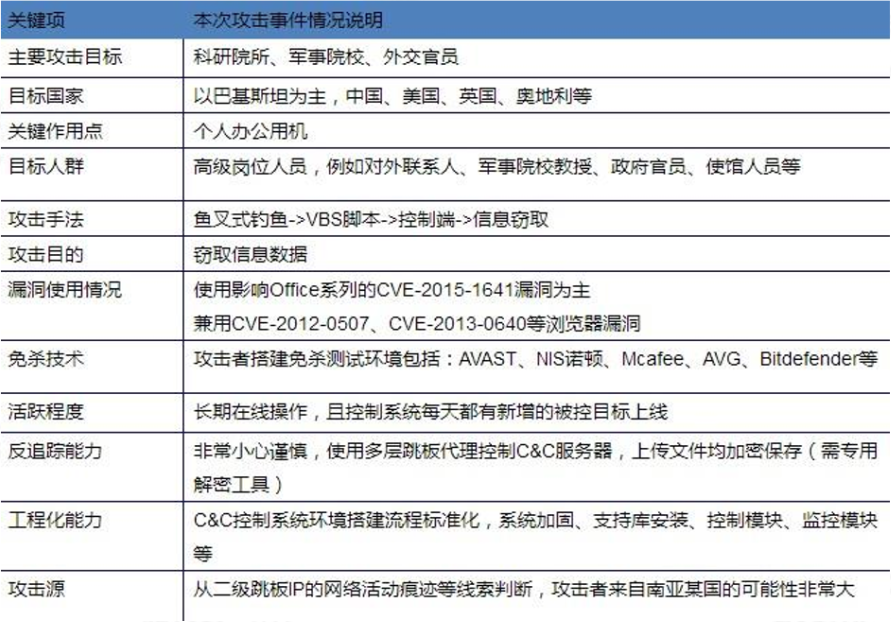 关键项 本次攻击事件情况说明
主要攻击目标 科研院所、军事院校、外交官员
目标国家 以巴基斯坦为主，中国、美国、英国、奥地利等
关键作用点 个人办公用机
目标人群 高级岗位人员，例如对外联系人、军事院校教授、政府官员、使馆人员等
攻击手法 鱼叉式钓鱼->VBS脚本->控制端->信息窃取
攻击目的 窃取信息数据
漏洞使用情况 使用影响Office系列的CVE-2015-1641漏洞为主
兼用CVE-2012-0507、CVE-2013-0640等浏览器漏洞
免杀技术 攻击者搭建免杀测试环境包括：AVAST、NIS诺顿、Mcafee、AVG、Bitdefender等
活跃程度 长期在线操作，且控制系统每天都有新增的被控目标上线
反追踪能力 非常小心谨慎，使用多层跳板代理控制C&C服务器，上传文件均加密保存（需专用
解密工具）
工程化能力 C&C控制系统环境搭建流程标准化，系统加固、支持库安装、控制模块、监控模块
等
攻击源 从二级跳板IP的网络活动痕迹等线索判断，攻击者来自南亚某国的可能性非常大